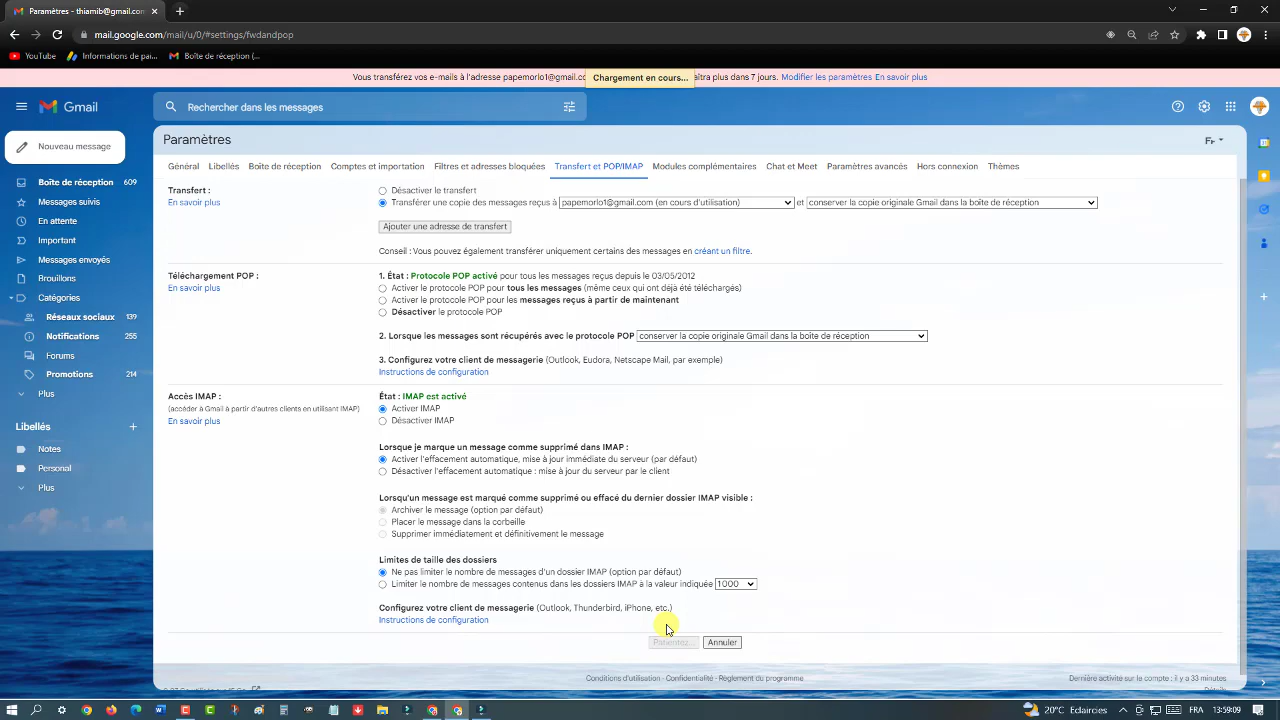 Paramètres - thiamib@gmail.com
mail.google.com/mail/u/0/#settings/fwdandpop
YouTube
Informations de pai...
Boîte de réception (...
Vous transférez vos e-mails à l'adresse papemorlo1@gmail.co
Chargement en cours...
aîtra plus dans 7 jours. Modifier les paramètres En savoir plus
Gmail
Rechercher dans les messages
Nouveau message
Boîte de réception 609
Messages suivis
En attente
Important
Messages envoyés
Brouillons
Catégories
Réseaux sociaux 139
Notifications 255
Forums
Promotions 214
Plus
Libellés
Notes
Personal
Plus
Paramètres
Fr
Général Libellés Boîte de réception Comptes et importation Filtres et adresses bloquées Transfert et POP/IMAP Modules complémentaires Chat et Meet Paramètres avancés Hors connexion Thèmes
Transfert :
En savoir plus
Désactiver le transfert
Transférer une copie des messages reçus à papemorlo1@gmail.com (en cours d'utilisation) et conserver la copie originale Gmail dans la boîte de réception
Ajouter une adresse de transfert
Conseil : Vous pouvez également transférer uniquement certains des messages en créant un filtre.
Téléchargement POP :
En savoir plus
1. État : Protocole POP activé pour tous les messages reçus depuis le 03/05/2012
Activer le protocole POP pour tous les messages (même ceux qui ont déjà été téléchargés)
Activer le protocole POP pour les messages reçus à partir de maintenant
Désactiver le protocole POP
2. Lorsque les messages sont récupérés avec le protocole POP conserver la copie originale Gmail dans la boîte de réception
3. Configurez votre client de messagerie (Outlook, Eudora, Netscape Mail, par exemple)
Instructions de configuration
Accès IMAP :
(accéder à Gmail à partir d'autres clients en utilisant IMAP)
En savoir plus
État : IMAP est activé
Activer IMAP
Désactiver IMAP
Lorsque je marque un message comme supprimé dans IMAP :
Activer l'effacement automatique, mise à jour immédiate du serveur (par défaut)
Désactiver l'effacement automatique : mise à jour du serveur par le client
Lorsqu'un message est marqué comme supprimé ou effacé du dernier dossier IMAP visible :
Archiver le message (option par défaut)
Placer le message dans la corbeille
Supprimer immédiatement et définitivement le message
Limites de taille des dossiers
Ne pas limiter le nombre de messages d'un dossier IMAP (option par défaut)
Limiter le nombre de messages contenus dans les dossiers IMAP à la valeur indiquée 1000
Configurez votre client de messagerie (Outlook, Thunderbird, iPhone, etc.)
Instructions de configuration
Patientez... Annuler
Conditions d'utilisation - Confidentialité - Règlement du programme
Dernière activité sur le compte : il y a 33 minutes
Détails
20°C Eclaircies
FRA
13:59:09